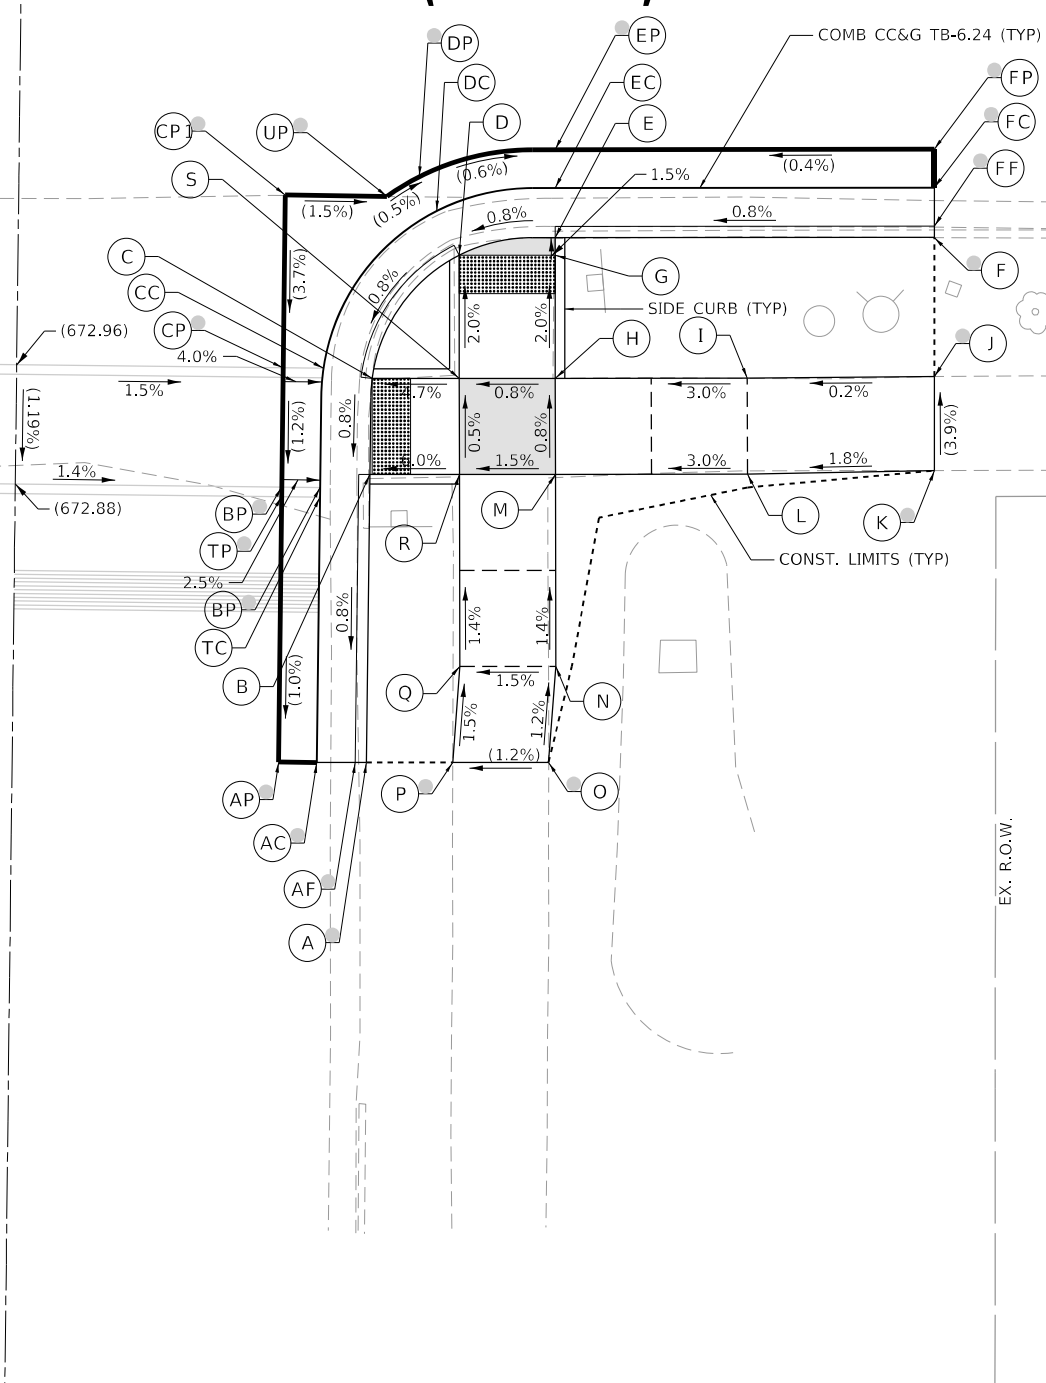 DP
EP
COMB CC&G TB-6.24 (TYP)
DC
EC
FP
CP1
UP
D
E
FC
S
(0.6%)
1.5%
(0.4%)
FF
(1.5%)
(0.5%)
0.8%
0.8%
C
(3.7%)
0.8%
G
F
CC
SIDE CURB (TYP)
(672.96)
CP
4.0%
2.0%
2.0%
H
I
J
1.5%
.7%
0.8%
3.0%
0.2%
(1.19%)
(1.2%)
0.8%
0.5%
0.8%
(3.9%)
1.4%
.0%
1.5%
3.0%
1.8%
(672.88)
BP
M
L
K
TP
R
CONST. LIMITS (TYP)
2.5%
BP
0.8%
1.4%
1.4%
TC
B
(1.0%)
Q
1.5%
N
1.5%
1.2%
(1.2%)
AP
P
O
AC
AF
A
EX. R.O.W.